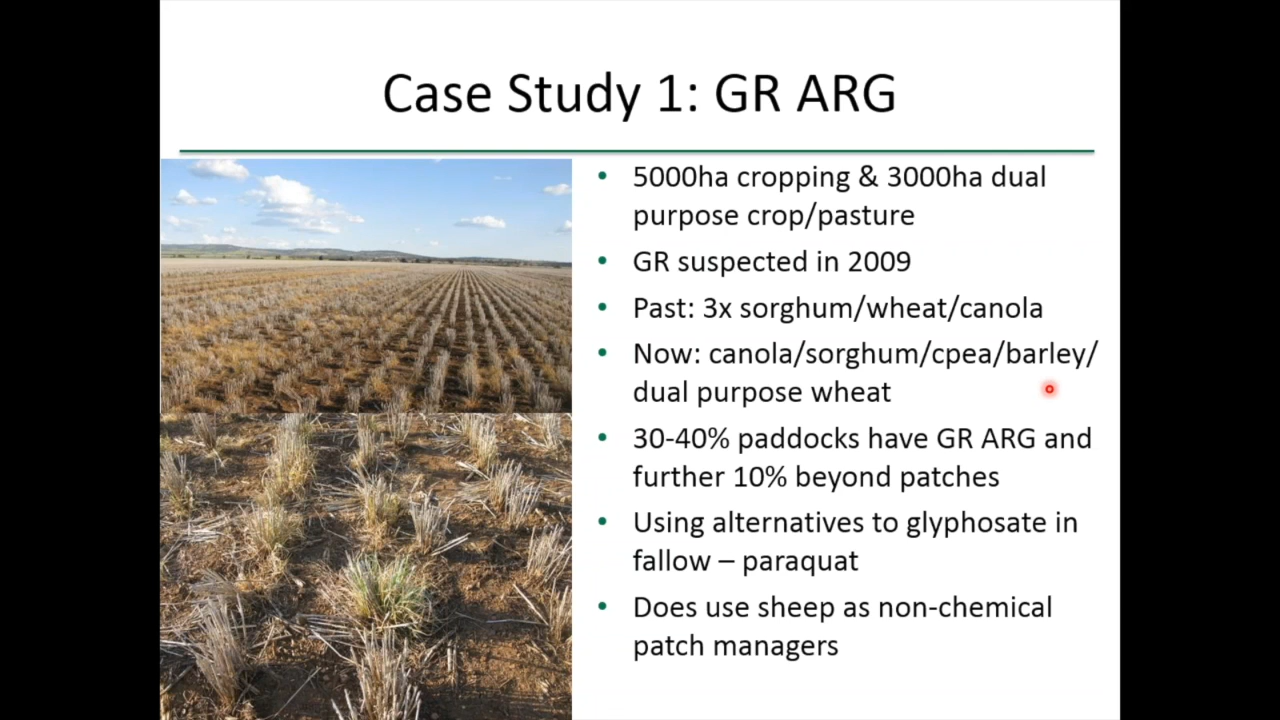 Case Study 1: GR ARG
• 5000ha cropping & 3000ha dual
purpose crop/pasture
• GR suspected in 2009
• Past: 3x sorghum/wheat/canola
• Now: canola/sorghum/cpea/barley/
dual purpose wheat
• 30-40% paddocks have GR ARG and
further 10% beyond patches
• Using alternatives to glyphosate in
fallow – paraquat
• Does use sheep as non-chemical
patch managers